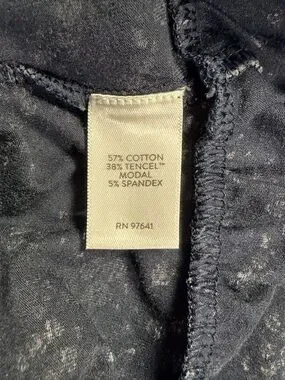 57% COTTON
38% TENCEL™
MODAL
5% SPANDEX
RN 97641